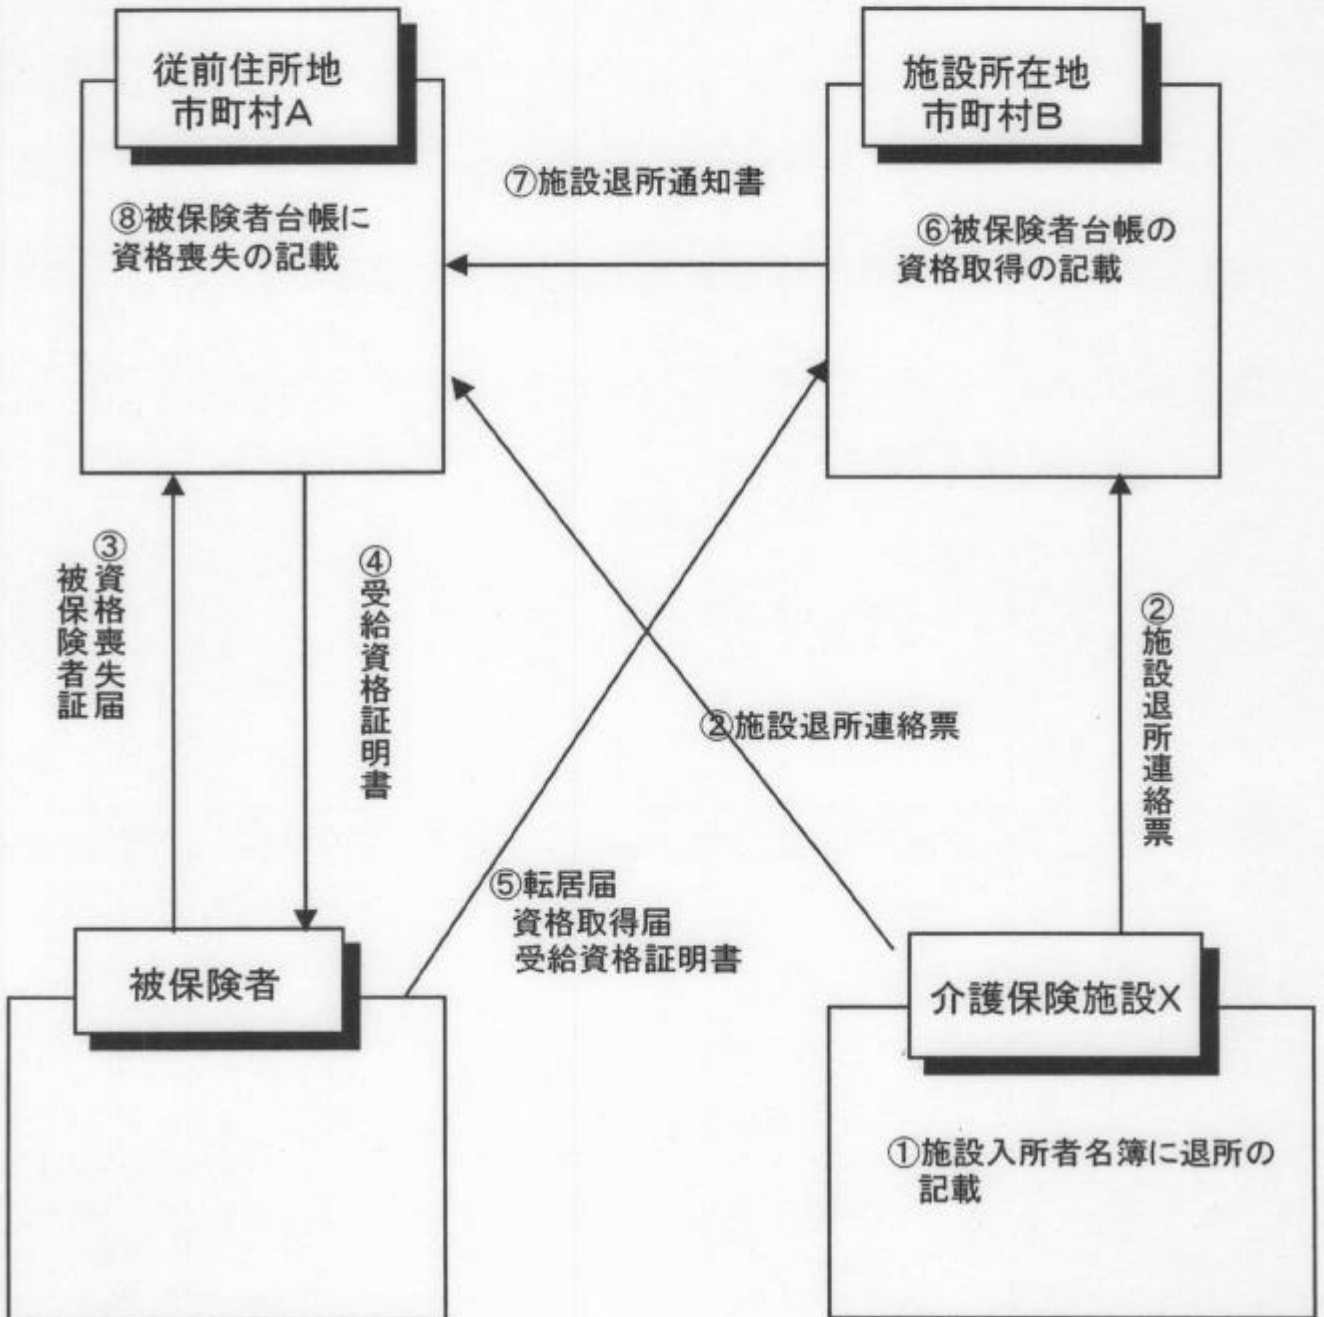 従前住所地
市町村A
施設所在地
市町村B
⑦施設退所通知書
⑧被保険者台帳に
資格喪失の記載
⑥被保険者台帳の
資格取得の記載
③資格喪失届
被保険者証
④受給資格証明書
②施設退所連絡票
②施設退所連絡票
⑤転居届
資格取得届
受給資格証明書
被保険者
介護保険施設X
①施設入所者名簿に退所の
記載